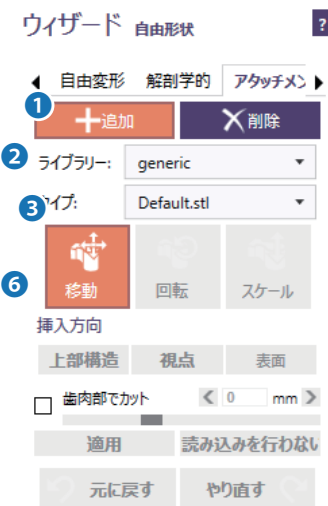 ウィザード 自由形状 ?
自由変形 解剖学的 アタッチメン
1 追加 削除
2 ライブラリー: generic
3 イプ: Default.stl
6 移動 回転 スケール
挿入方向
上部構造 視点 表面
歯肉部でカット 0 mm
適用 読み込みを行わない
元に戻す やり直す